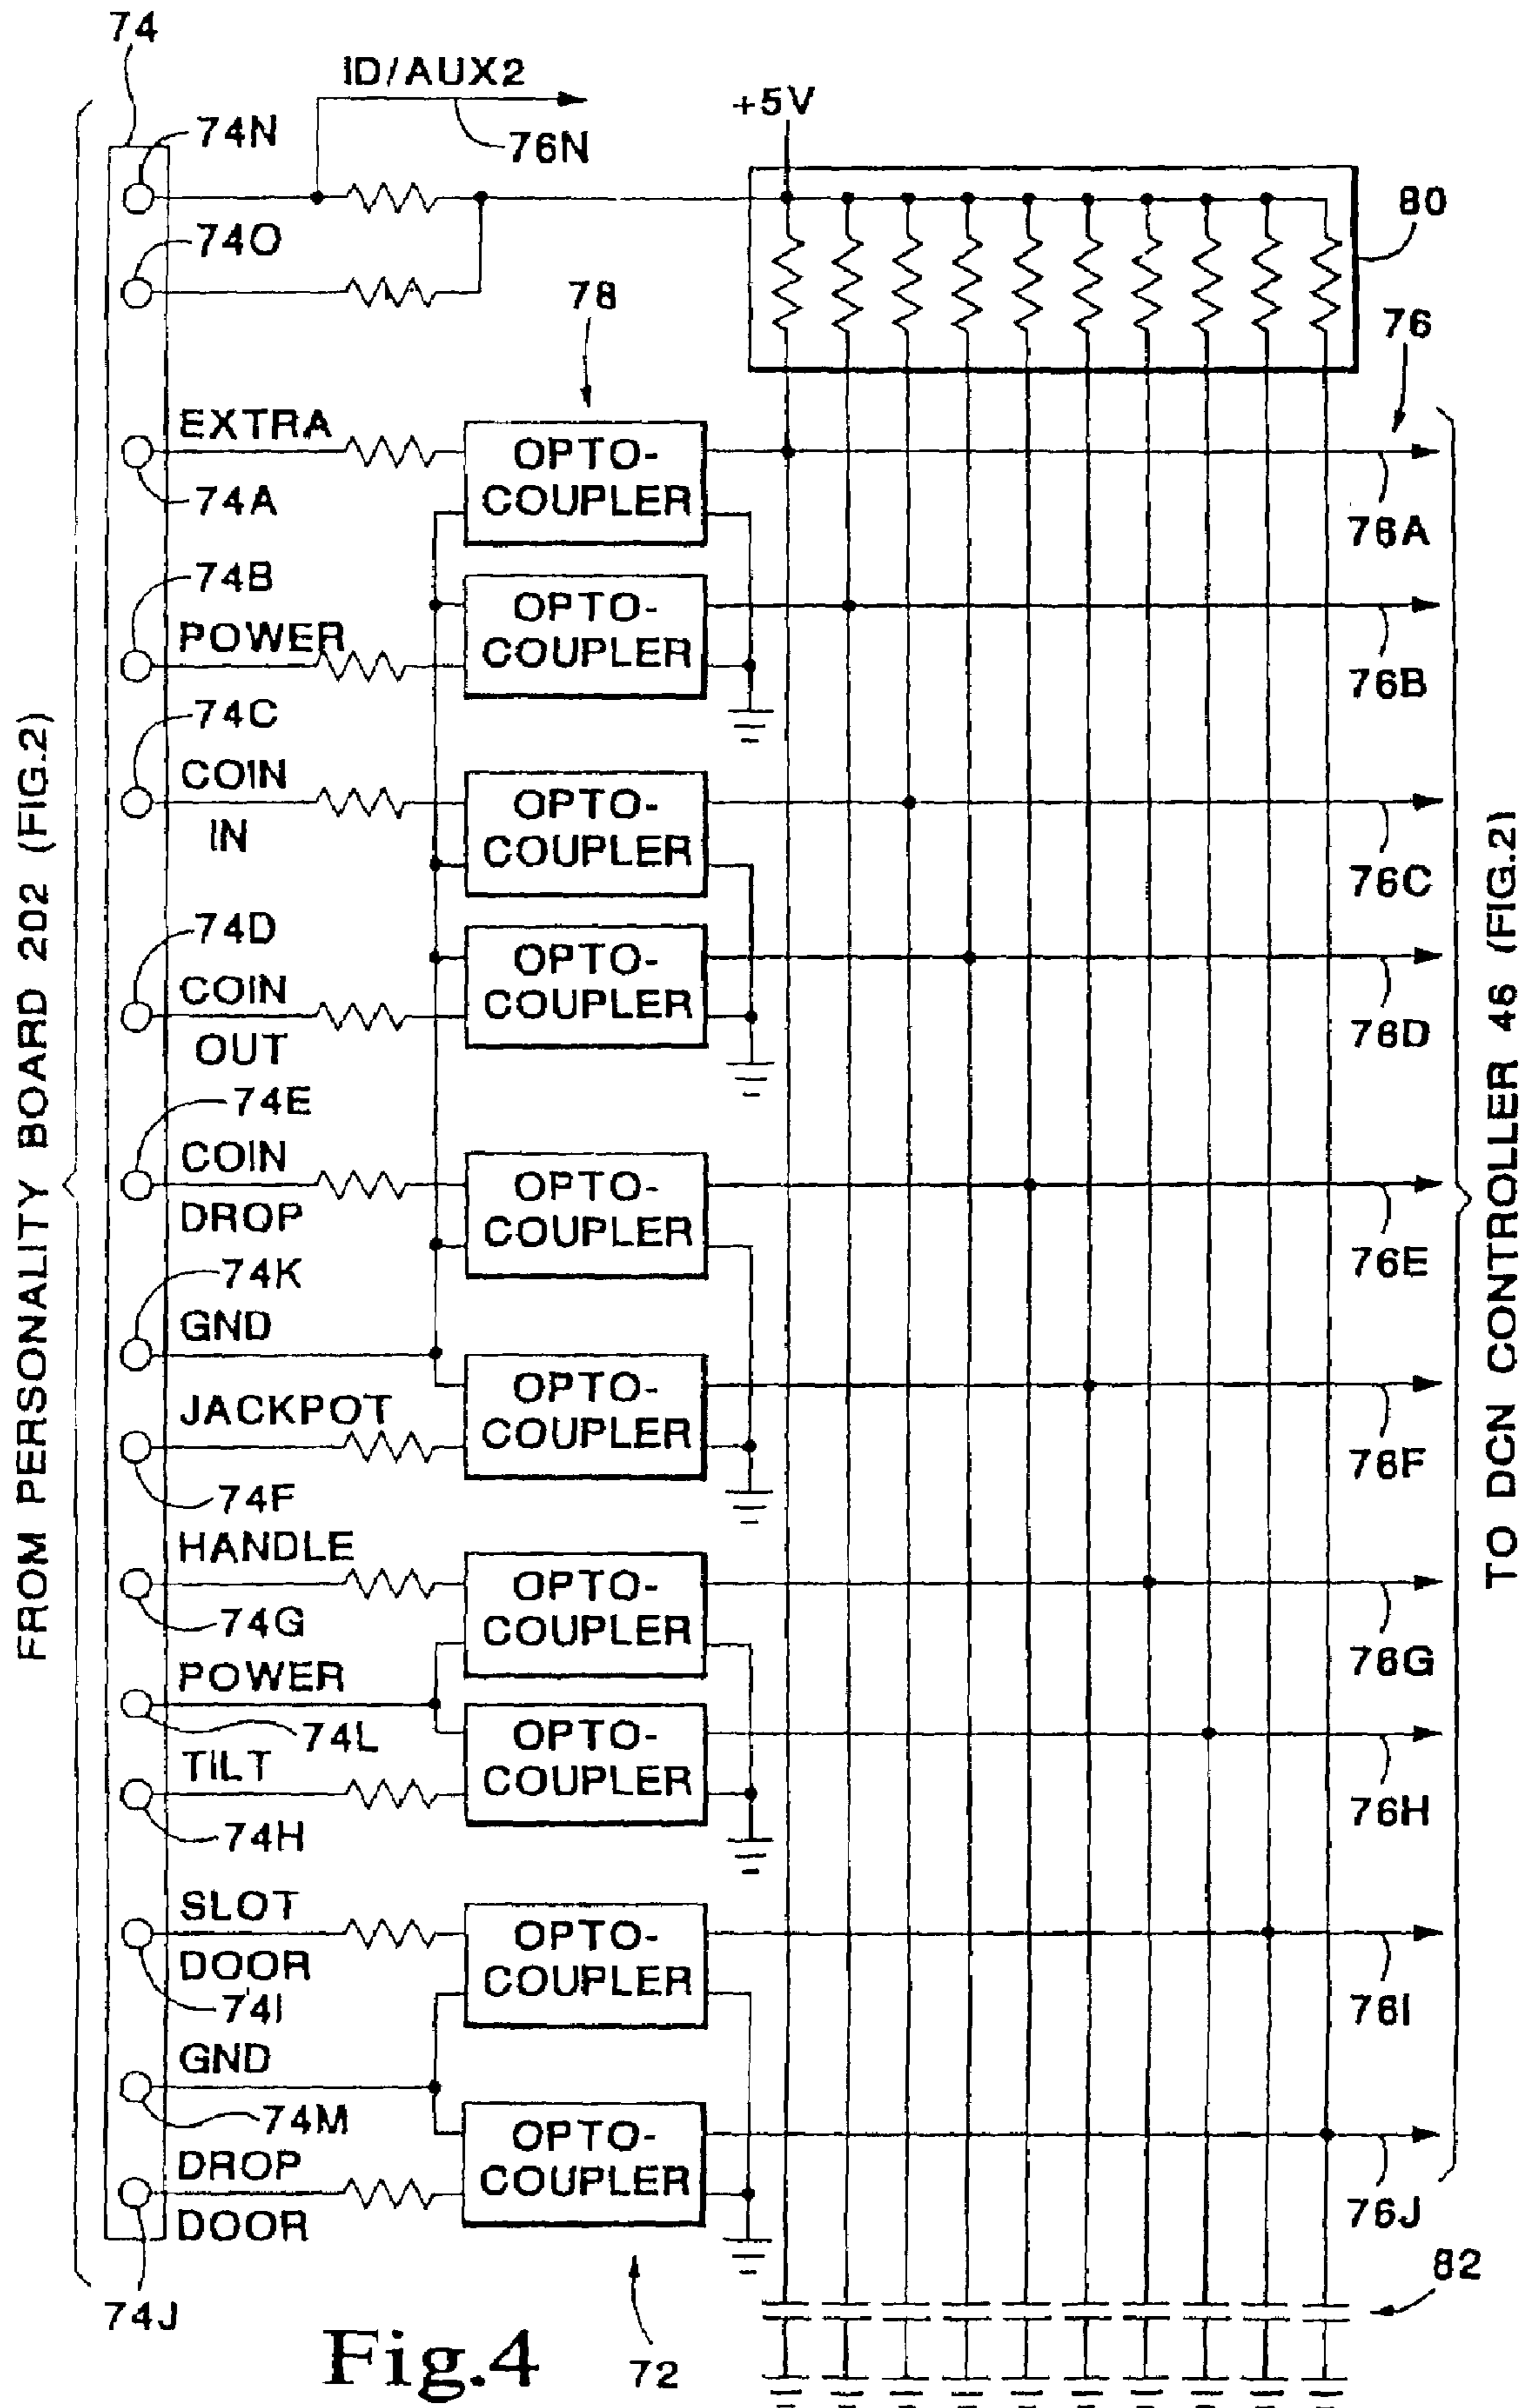 74
ID/AUX2
+5V
74N
76N
80
74O
78
76
EXTRA
OPTO-
COUPLER
74A
76A
74B
OPTO-
COUPLER
POWER
76B
74C
COIN
IN
OPTO-
COUPLER
76C
74D
OPTO-
COUPLER
COIN
OUT
76D
74E
COIN
DROP
OPTO-
COUPLER
76E
74K
GND
OPTO-
COUPLER
JACKPOT
76F
74F
HANDLE
OPTO-
COUPLER
74G
76G
POWER
74L
OPTO-
COUPLER
TILT
76H
74H
SLOT
DOOR
OPTO-
COUPLER
74I
76I
GND
74M
OPTO-
COUPLER
DROP
DOOR
76J
82
74J
72
Fig.4
FROM PERSONALITY BOARD 202 (FIG.2)
TO DCN CONTROLLER 46 (FIG.2)